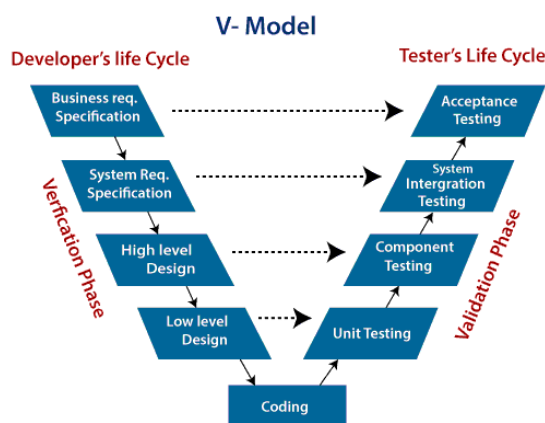 V- Model
Developer's life Cycle
Tester's Life Cycle
Business req.
Specification
Acceptance
Testing
System Req.
Specification
System
Intergration
Testing
Verfication Phase
High level
Design
Component
Testing
Validation Phase
Low level
Design
Unit Testing
Coding